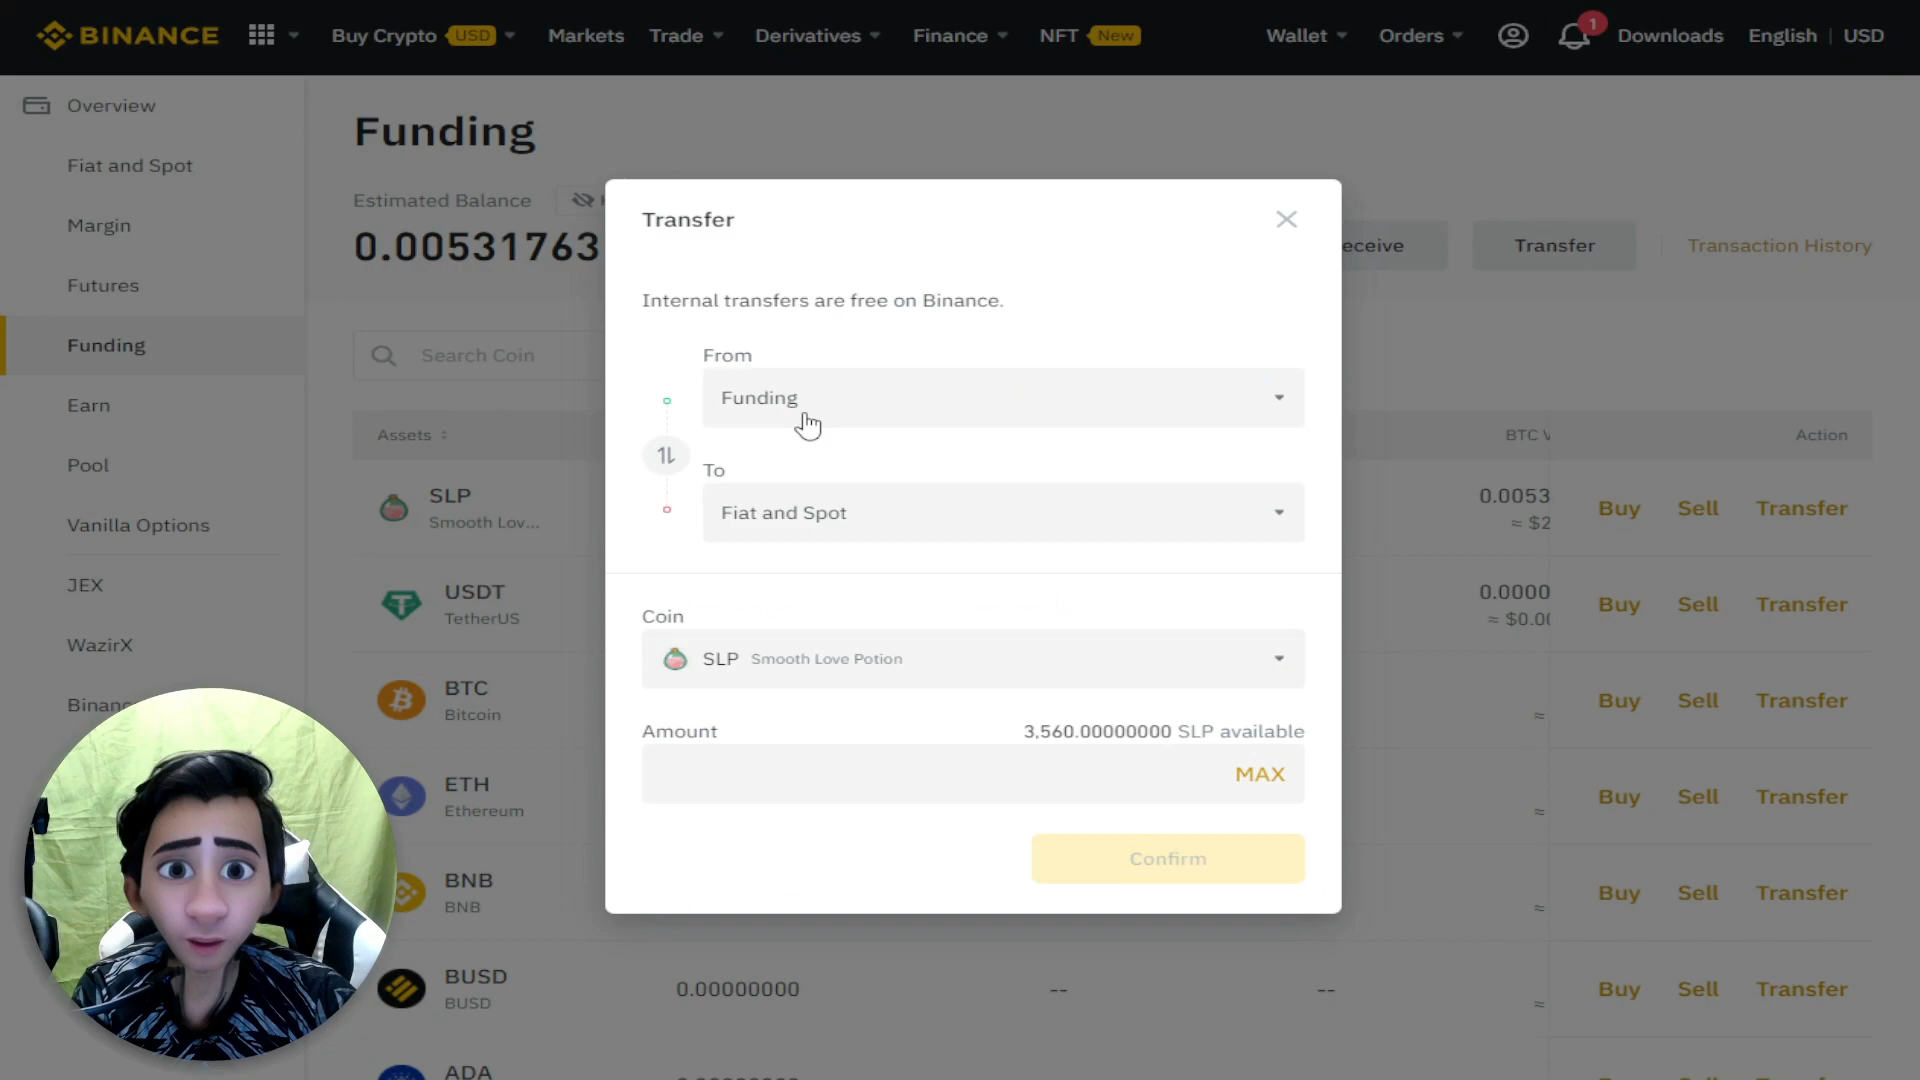 BINANCE Buy Crypto USD Markets Trade Derivatives Finance NFT New Wallet Orders 1 Downloads English | USD
Overview
Fiat and Spot
Margin
Futures
Funding
Earn
Pool
Vanilla Options
JEX
WazirX
Funding
Estimated Balance
0.00531763
Transfer
Transaction History
Search Coin
Assets
BTC
Action
SLP
Smooth Lov...
0.0053
≈ $2
Buy Sell Transfer
USDT
TetherUS
0.0000
≈ $0.00
Buy Sell Transfer
BTC
Bitcoin
≈
Buy Sell Transfer
ETH
Ethereum
≈
Buy Sell Transfer
BNB
BNB
≈
Buy Sell Transfer
BUSD
BUSD
0.00000000 -- --
≈
Buy Sell Transfer
ADA
Transfer
Internal transfers are free on Binance.
From
Funding
To
Fiat and Spot
Coin
SLP Smooth Love Potion
Amount 3,560.00000000 SLP available
MAX
Confirm